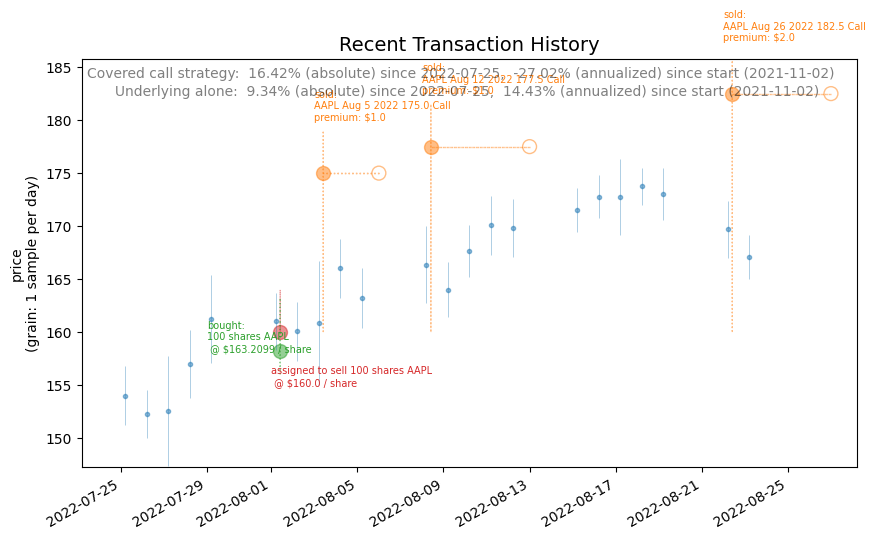 sold:
AAPL Aug 26 2022 182.5 Call
premium: $2.0
Recent Transaction History
Covered call strategy:  16.42% (absolute) since 2022-07-25,  -27.02% (annualized) since start (2021-11-02)
Underlying alone:  9.34% (absolute) since 2022-07-25,  14.43% (annualized) since start (2021-11-02)
sold:
AAPL Aug 12 2022 177.5 Call
sold:
AAPL Aug 5 2022 175.0 Call
premium: $1.0
bought:
100 shares AAPL
@ $163.2099 / share
assigned to sell 100 shares AAPL
@ $160.0 / share
price
(grain: 1 sample per day)
185
180
175
170
165
160
155
150
2022-07-25
2022-07-29
2022-08-01
2022-08-05
2022-08-09
2022-08-13
2022-08-17
2022-08-21
2022-08-25